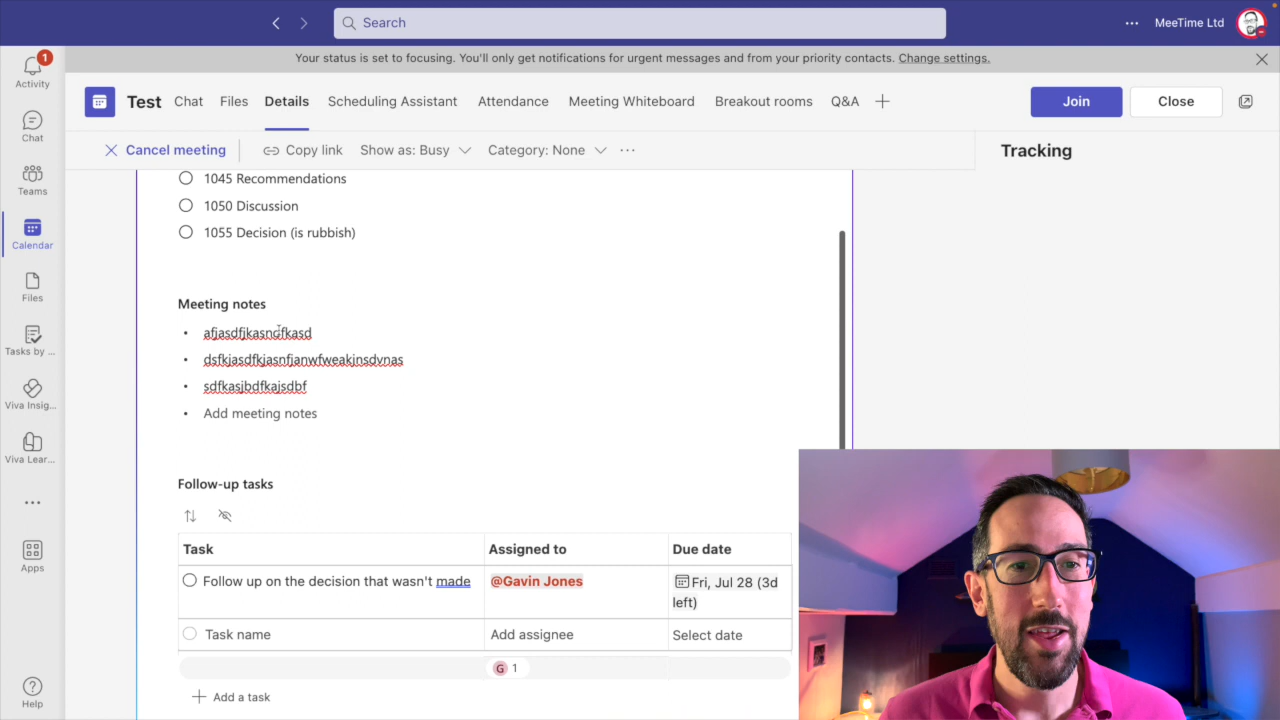 Search
MeeTime Ltd
Your status is set to focusing. You'll only get notifications for urgent messages and from your priority contacts. Change settings.
1
Activity
Chat
Teams
Calendar
Files
Tasks by ...
Viva Insig...
Viva Lear...
Apps
Help
Test Chat Files Details Scheduling Assistant Attendance Meeting Whiteboard Breakout rooms Q&A
Join Close
Cancel meeting Copy link Show as: Busy Category: None
Tracking
1045 Recommendations
1050 Discussion
1055 Decision (is rubbish)
Meeting notes
dsfkjasdfkjasnfjanwfweakjnsdvnas
sdfkasjbdfkajsdbf
Add meeting notes
Follow-up tasks
Task Assigned to Due date
Follow up on the decision that wasn't made @Gavin Jones Fri, Jul 28 (3d
left)
Task name Add assignee Select date
G 1
Add a task